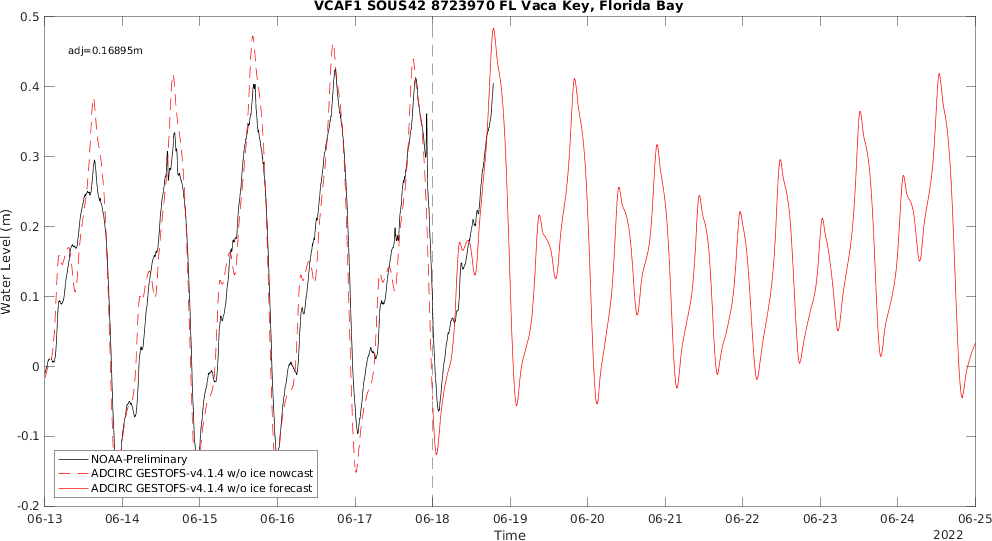 VCAF1 SOUS42 8723970 FL Vaca Key, Florida Bay
adj=0.16895m
0.5
0.4
0.3
0.2
0.1
0
-0.1
-0.2
Water Level (m)
NOAA-Preliminary
ADCIRC GESTOFS-v4.1.4 w/o ice nowcast
ADCIRC GESTOFS-v4.1.4 w/o ice forecast
06-13 06-14 06-15 06-16 06-17 06-18 06-19 06-20 06-21 06-22 06-23 06-24 06-25
Time
2022